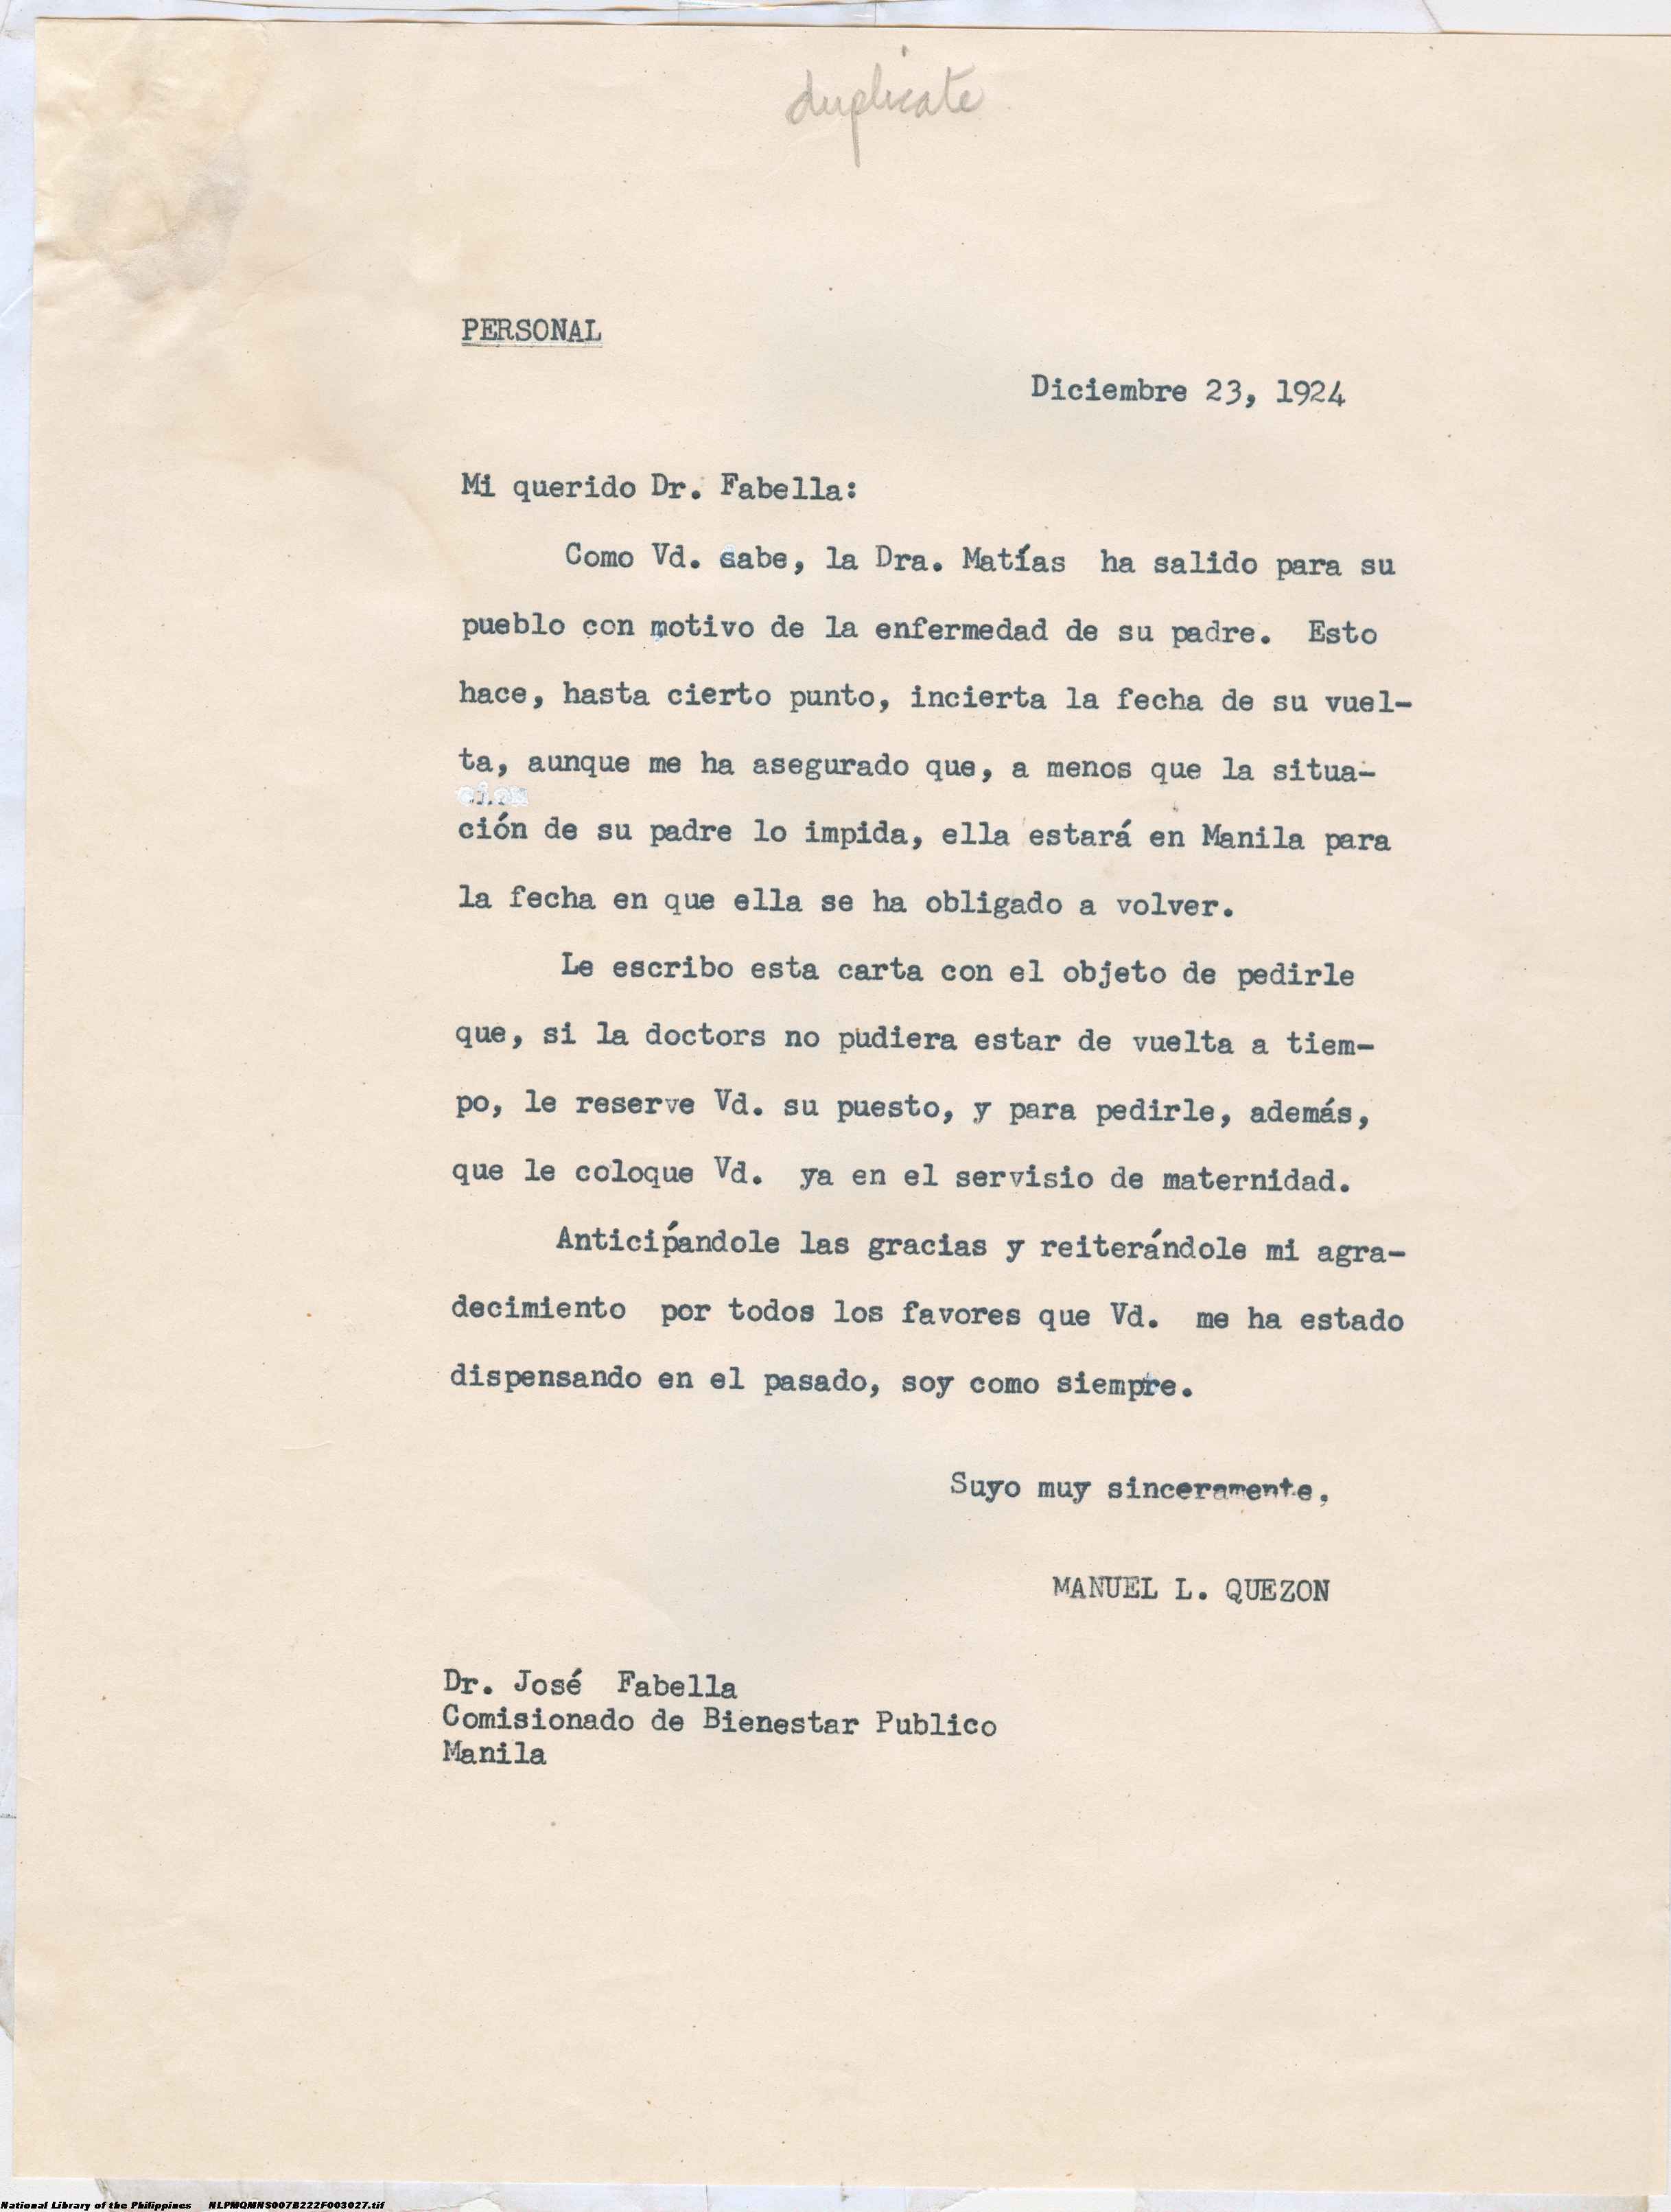 duplicate
PERSONAL
Diciembre 23, 1924
Mi querido Dr. Fabella:
Como Vd. sabe, la Dra. Matías ha salido para su
pueblo con motivo de la enfermedad de su padre. Esto
hace, hasta cierto punto, incierta la fecha de su vuel-
ta, aunque me ha asegurado que, a menos que la situa-
ción de su padre lo impida, ella estará en Manila para
la fecha en que ella se ha obligado a volver.
Le escribo esta carta con el objeto de pedirle
que, si la doctors no pudiera estar de vuelta a tiem-
po, le reserve Vd. su puesto, y para pedirle, además,
que le coloque Vd. ya en el servisio de maternidad.
Anticiṕandole las gracias y reiterándole mi agra-
decimiento por todos los favores que Vd. me ha estado
dispensando en el pasado, soy como siempre.
Suyo muy sinceramente,
MANUEL L. QUEZON
Dr. José Fabella
Comisionado de Bienestar Publico
Manila
National Library of the Philippines NLPMQMNS007B222F003027.tif